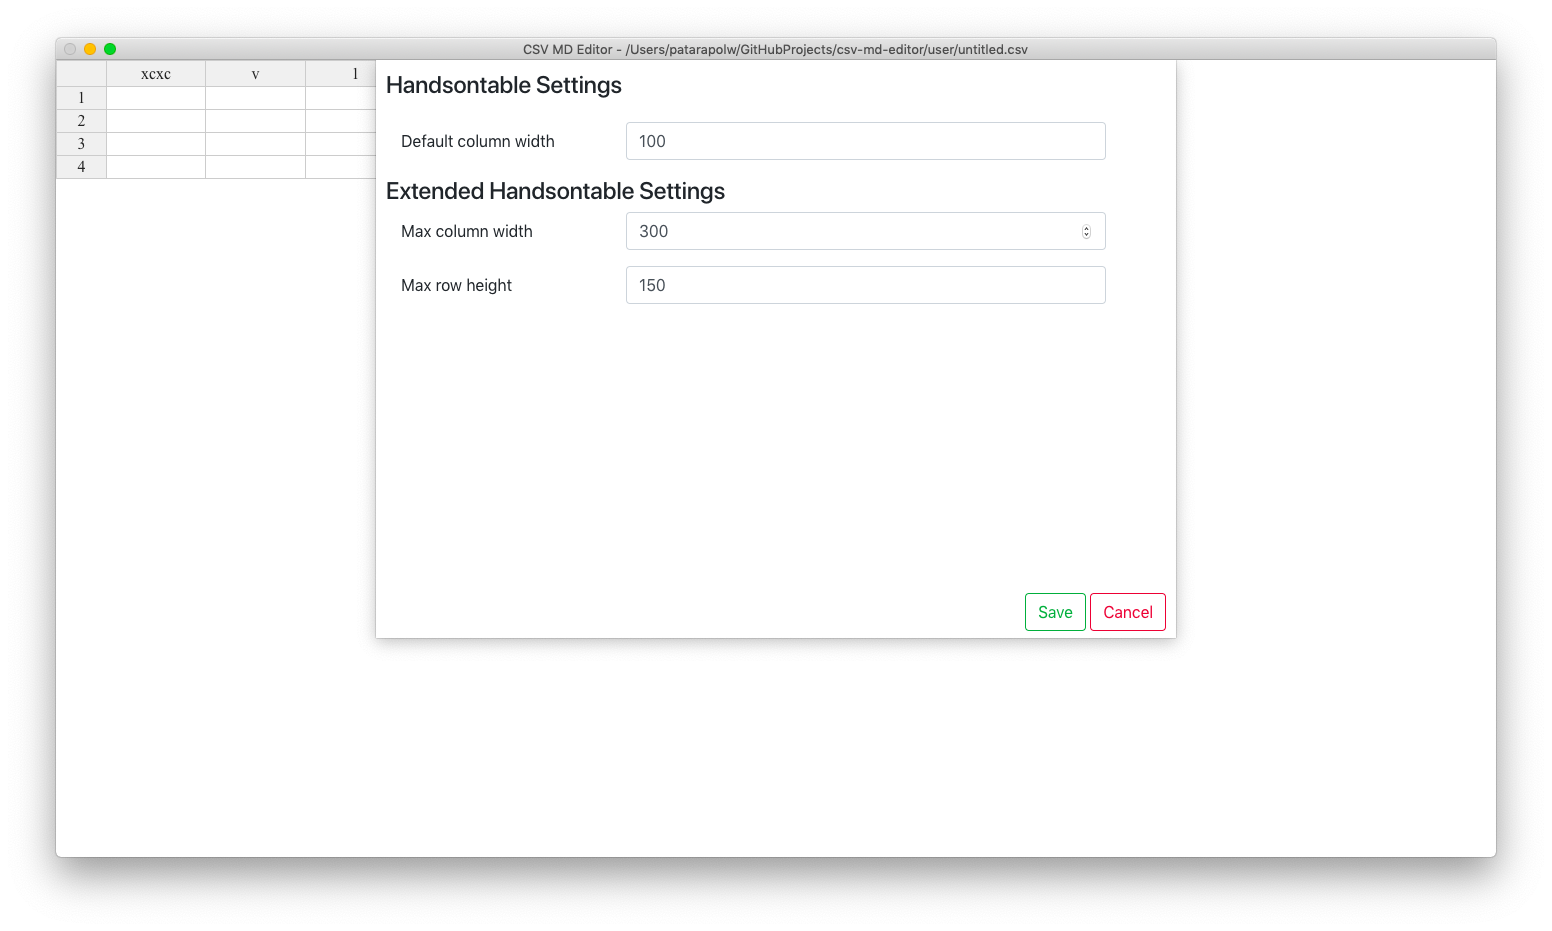 CSV MD Editor - /Users/patarapolw/GitHubProjects/csv-md-editor/user/untitled.csv
xcxc v l
1
2
3
4
Handsontable Settings
Default column width 100
Extended Handsontable Settings
Max column width 300
Max row height 150
Save Cancel